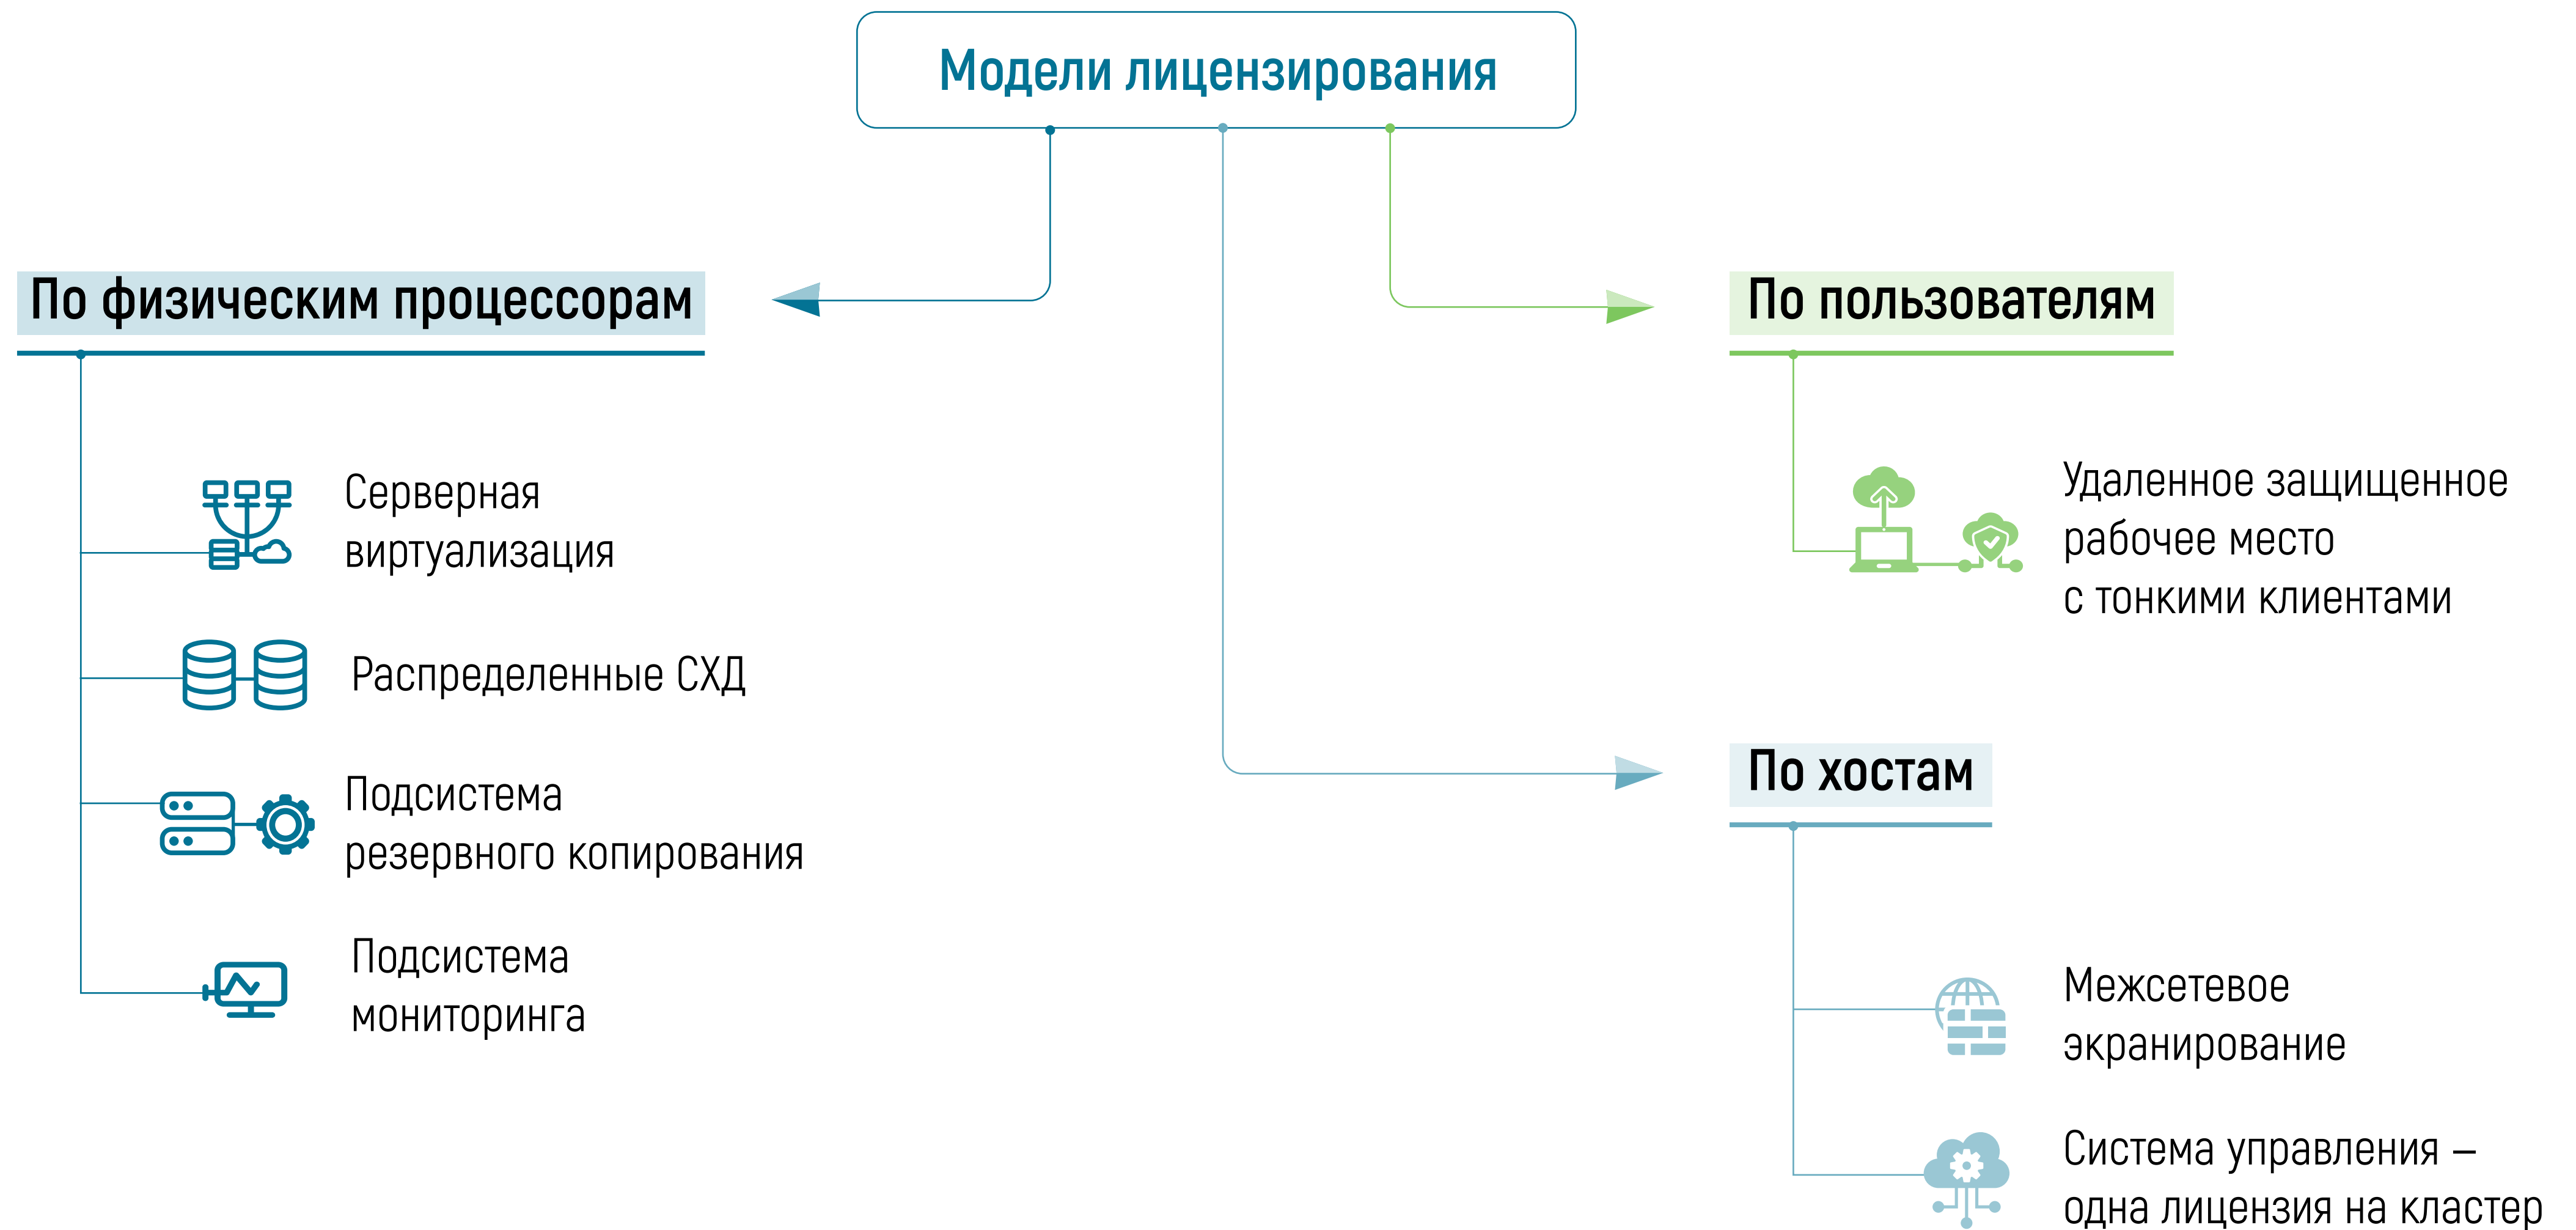 Модели лицензирования
По физическим процессорам
Серверная
виртуализация
Распределенные СХД
Подсистема
резервного копирования
Подсистема
мониторинга
По пользователям
Удаленное защищенное
рабочее место
с тонкими клиентами
По хостам
Межсетевое
экранирование
Система управления –
одна лицензия на кластер